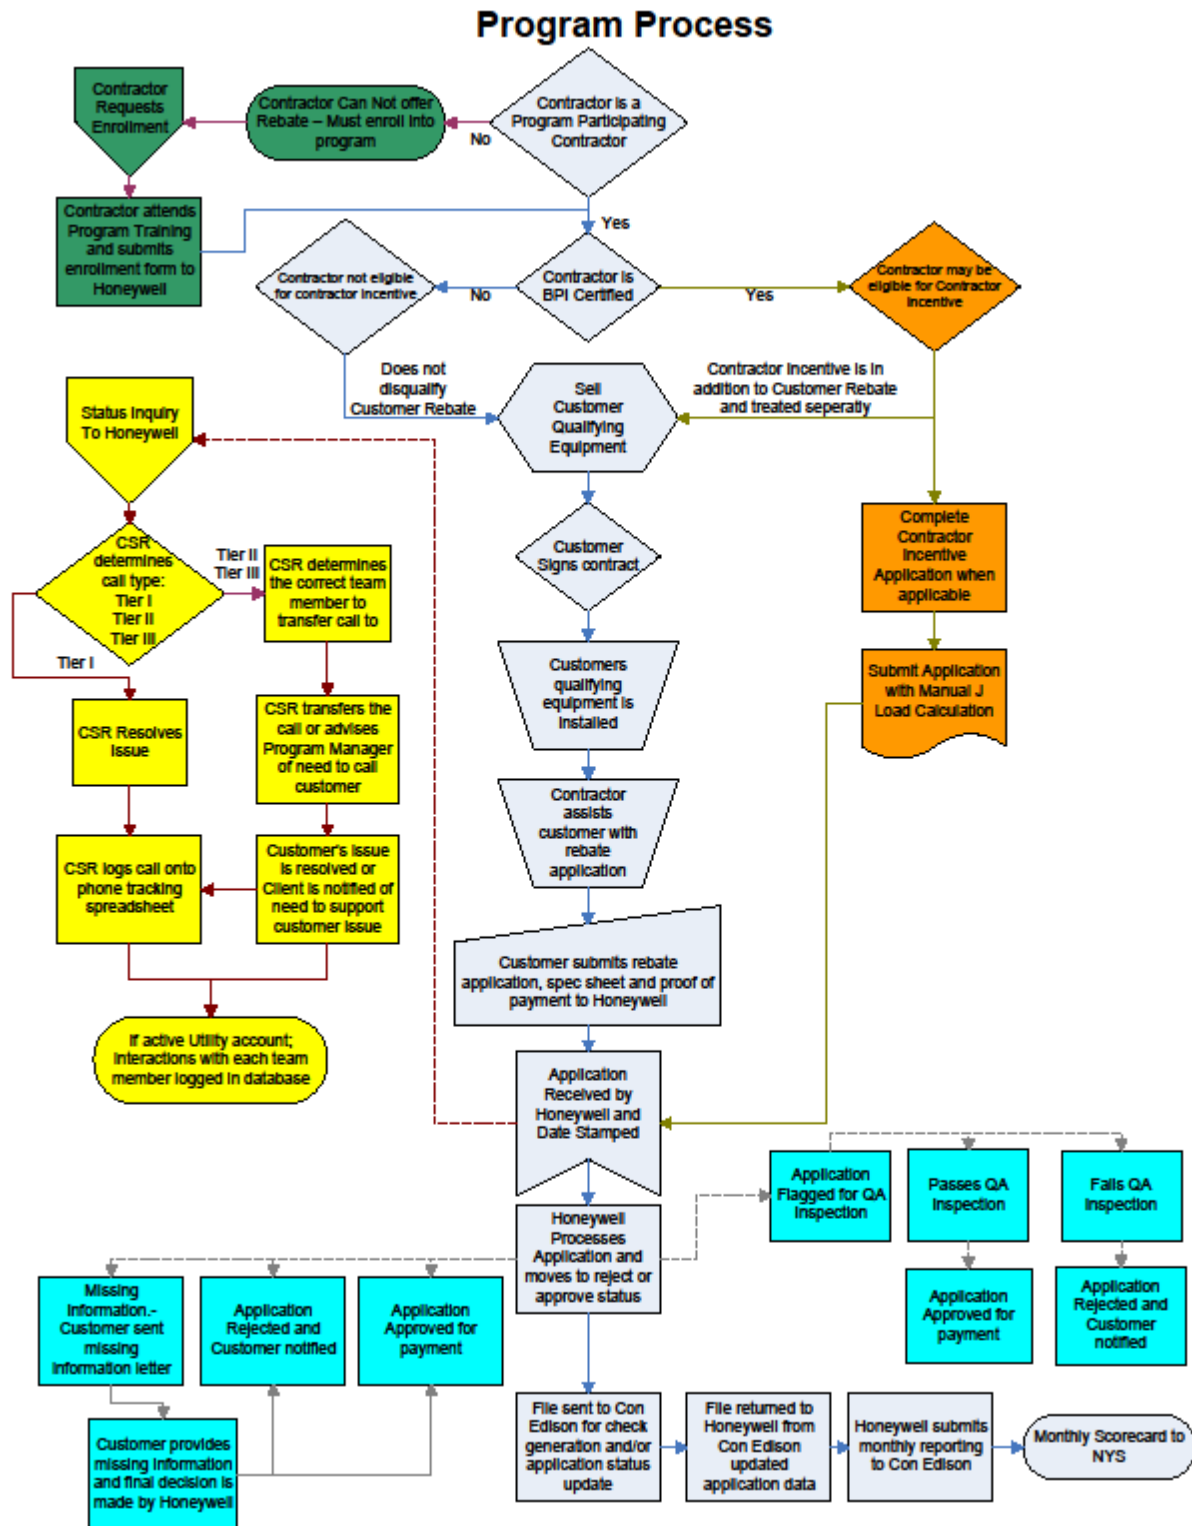 Program Process
Contractor
Requests
Enrollment
Contractor Can Not offer
Rebate – Must enroll into
program
Contractor is a
Program Participating
Contractor
No
Contractor attends
Program Training
and submits
enrollment form to
Honeywell
Yes
Contractor not eligible
for contractor incentive
No
Contractor is
BPI Certified
Yes
Contractor may be
eligible for Contractor
Incentive
Does not
disqualify
Customer Rebate
Sell
Customer
Qualifying
Equipment
Contractor Incentive is in
addition to Customer Rebate
and treated seperatly
Status Inquiry
To Honeywell
CSR
determines
call type:
Tier I
Tier II
Tier III
Tier II
Tier III
CSR determines
the correct team
member to
transfer call to
Customer
Signs contract
Complete
Contractor
Incentive
Application when
applicable
Tier I
CSR Resolves
Issue
CSR transfers the
call or advises
Program Manager
of need to call
customer
Customers
qualifying
equipment is
installed
Submit Application
with Manual J
Load Calculation
CSR logs call onto
phone tracking
spreadsheet
Customer's issue
is resolved or
Client is notified of
need to support
customer issue
Contractor
assists
customer with
rebate
application
Customer submits rebate
application, spec sheet and proof of
payment to Honeywell
If active Utility account;
interactions with each team
member logged in database
Application
Received by
Honeywell and
Date Stamped
Application
Flagged for QA
Inspection
Passes QA
Inspection
Fails QA
Inspection
Honeywell
Processes
Application and
moves to reject or
approve status
Missing
Information.-
Customer sent
missing
information letter
Application
Rejected and
Customer notified
Application
Approved for
payment
Application
Approved for
payment
Application
Rejected and
Customer
notified
Customer provides
missing information
and final decision is
made by Honeywell
File sent to Con
Edison for check
generation and/or
application status
update
File returned to
Honeywell from
Con Edison
updated
application data
Honeywell submits
monthly reporting
to Con Edison
Monthly Scorecard to
NYS